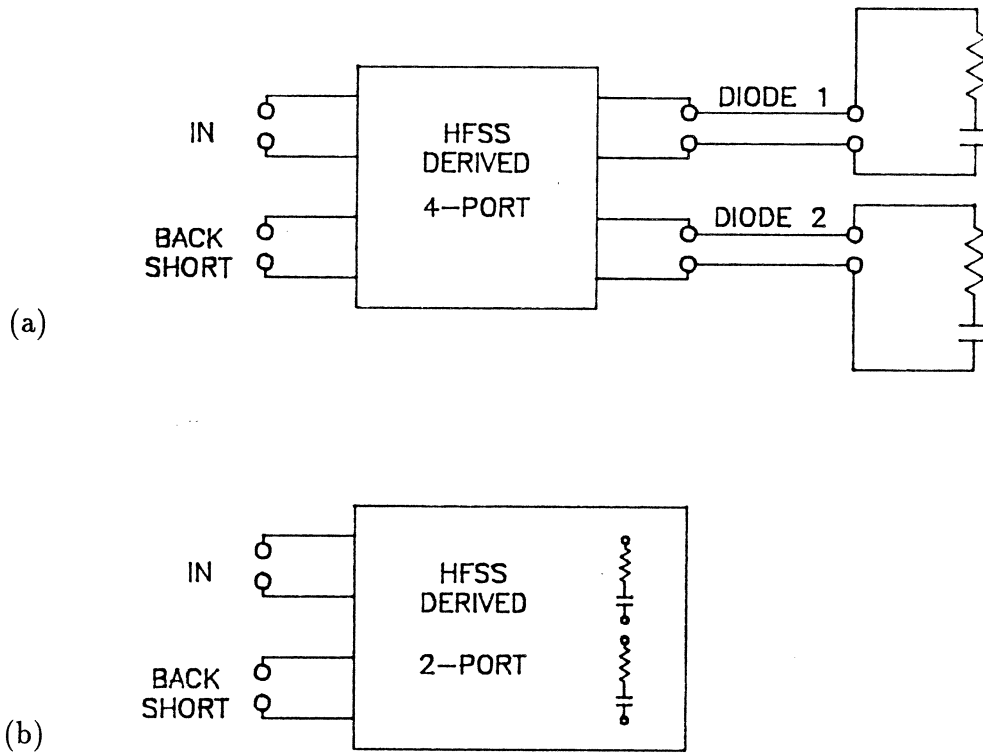 IN
BACK
SHORT
HFSS
DERIVED
4-PORT
DIODE 1
DIODE 2
(a)
IN
BACK
SHORT
HFSS
DERIVED
2-PORT
(b)